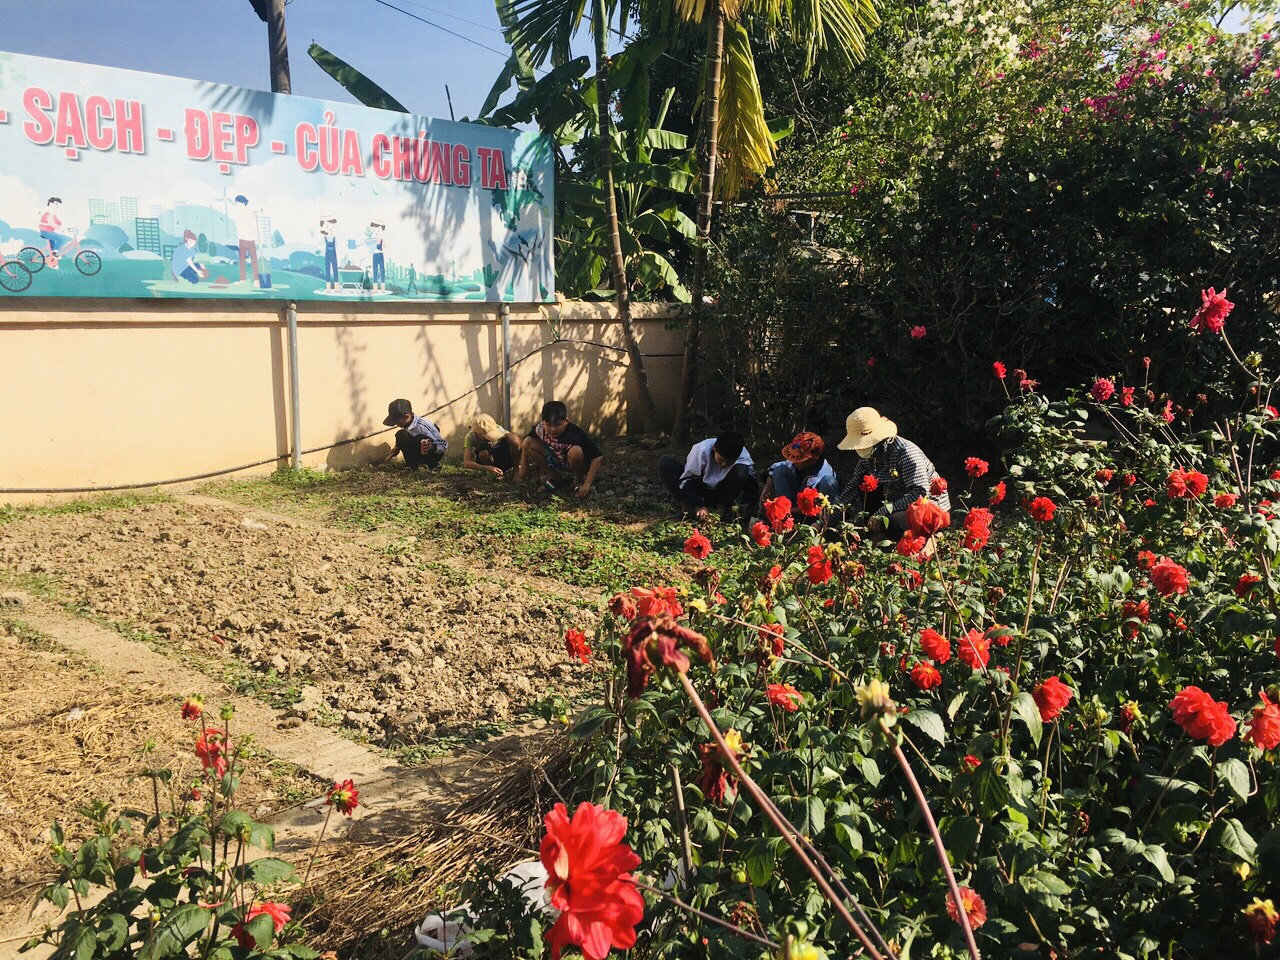 - SẠCH - ĐẸP - CỦA CHÚNG TA